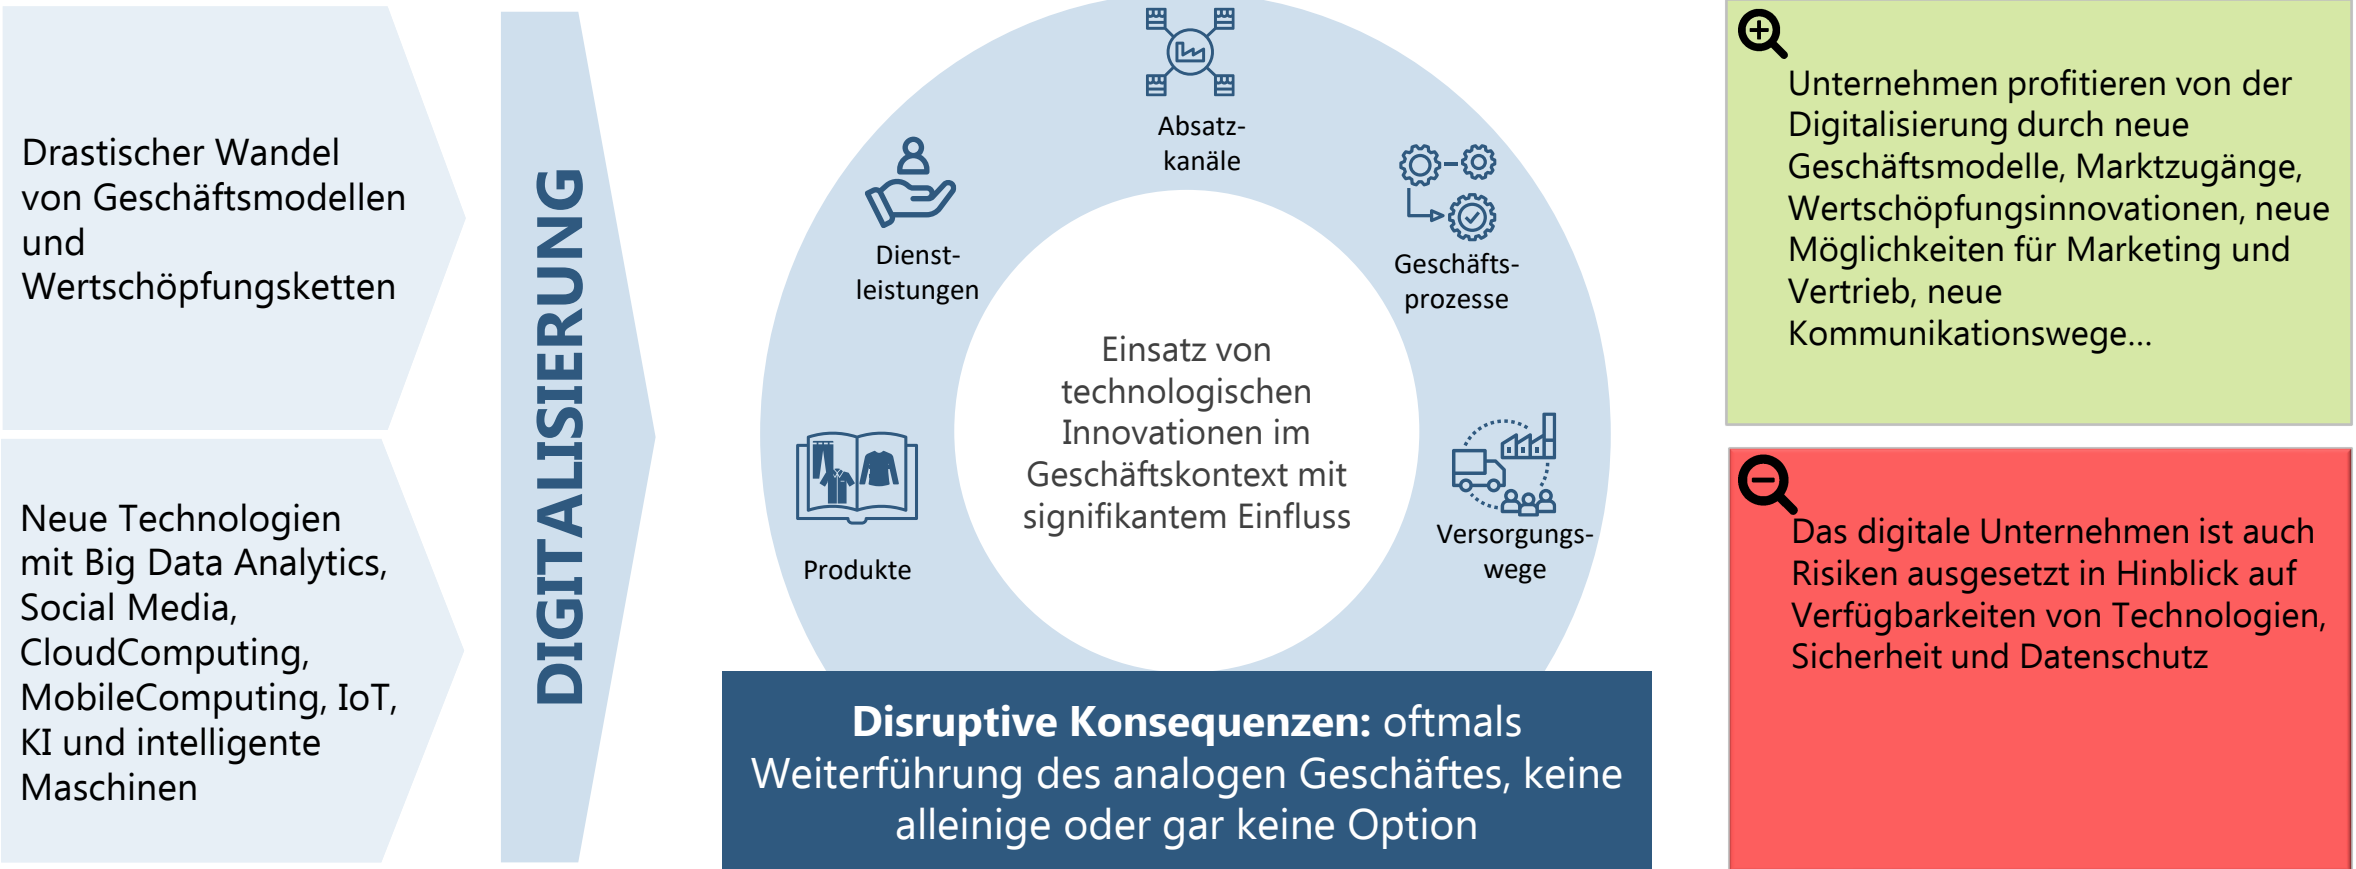 Drastischer Wandel
von Geschäftsmodellen
und
Wertschöpfungsketten
Neue Technologien
mit Big Data Analytics,
Social Media,
CloudComputing,
MobileComputing, IoT,
KI und intelligente
Maschinen
DIGITALISIERUNG
Absatz-
kanäle
Dienst-
leistungen
Geschäfts-
prozesse
Produkte
Versorgungs-
wege
Einsatz von
technologischen
Innovationen im
Geschäftskontext mit
signifikantem Einfluss
Disruptive Konsequenzen: oftmals
Weiterführung des analogen Geschäftes, keine
alleinige oder gar keine Option
Unternehmen profitieren von der
Digitalisierung durch neue
Geschäftsmodelle, Marktzugänge,
Wertschöpfungsinnovationen, neue
Möglichkeiten für Marketing und
Vertrieb, neue
Kommunikationswege...
Das digitale Unternehmen ist auch
Risiken ausgesetzt in Hinblick auf
Verfügbarkeiten von Technologien,
Sicherheit und Datenschutz